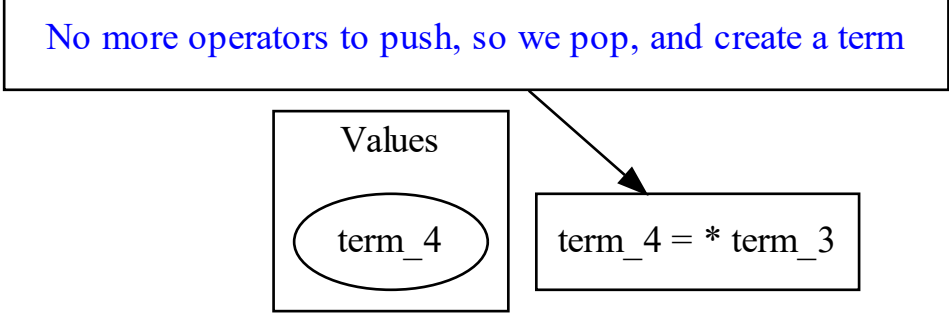 No more operators to push, so we pop, and create a term
Values
term_4
term_4 = * term_3